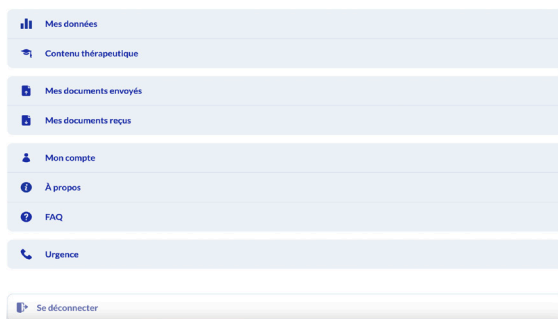 Mes données
Contenu thérapeutique
Mes documents envoyés
Mes documents reçus
Mon compte
À propos
FAQ
Urgence
Se déconnecter